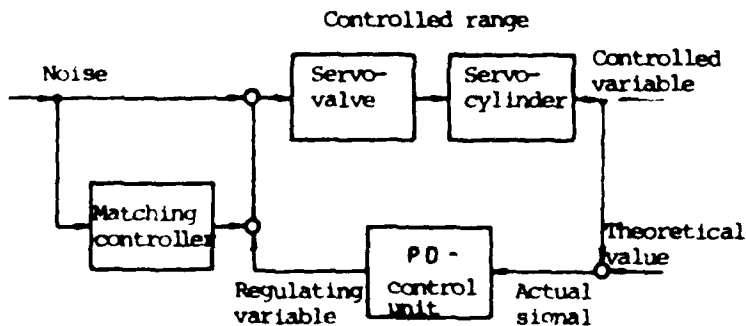 Controlled range
Noise
Servo-
valve
Servo-
cylinder
Controlled
variable
Matching
controller
Theoretical
value
PD-
control
unit
Regulating
variable
Actual
signal